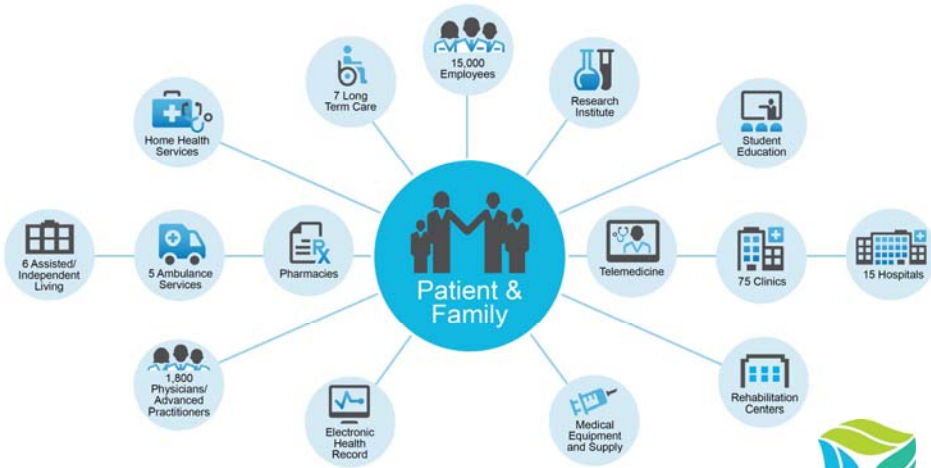 15,000
Employees
7 Long
Term Care
Research
Institute
Home Health
Services
Student
Education
6 Assisted/
Independent
Living
5 Ambulance
Services
Rx
Pharmacies
Patient &
Family
Telemedicine
75 Clinics
15 Hospitals
1,800
Physicians/
Advanced
Practitioners
Electronic
Health
Record
Medical
Equipment
and Supply
Rehabilitation
Centers